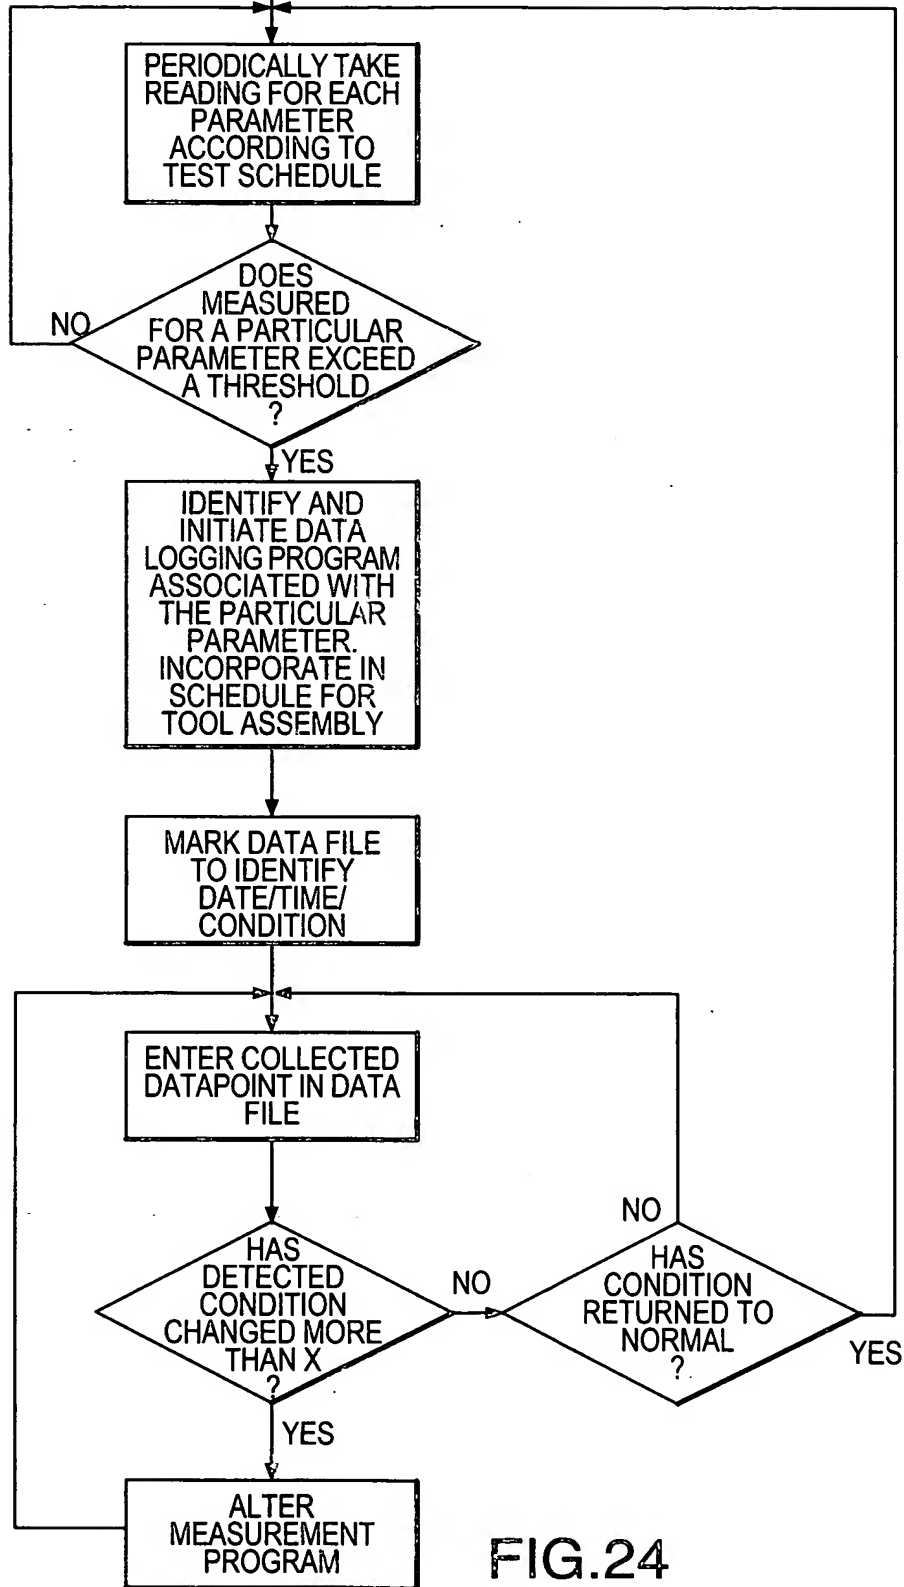 PERIODICALLY TAKE
READING FOR EACH
PARAMETER
ACCORDING TO
TEST SCHEDULE
DOES
MEASURED
FOR A PARTICULAR
PARAMETER EXCEED
A THRESHOLD
?
NO
YES
IDENTIFY AND
INITIATE DATA
LOGGING PROGRAM
ASSOCIATED WITH
THE PARTICULAR
PARAMETER.
INCORPORATE IN
SCHEDULE FOR
TOOL ASSEMBLY
MARK DATA FILE
TO IDENTIFY
DATE/TIME/
CONDITION
ENTER COLLECTED
DATAPOINT IN DATA
FILE
HAS
DETECTED
CONDITION
CHANGED MORE
THAN X
?
NO
YES
HAS
CONDITION
RETURNED TO
NORMAL
?
NO
YES
ALTER
MEASUREMENT
PROGRAM
FIG.24